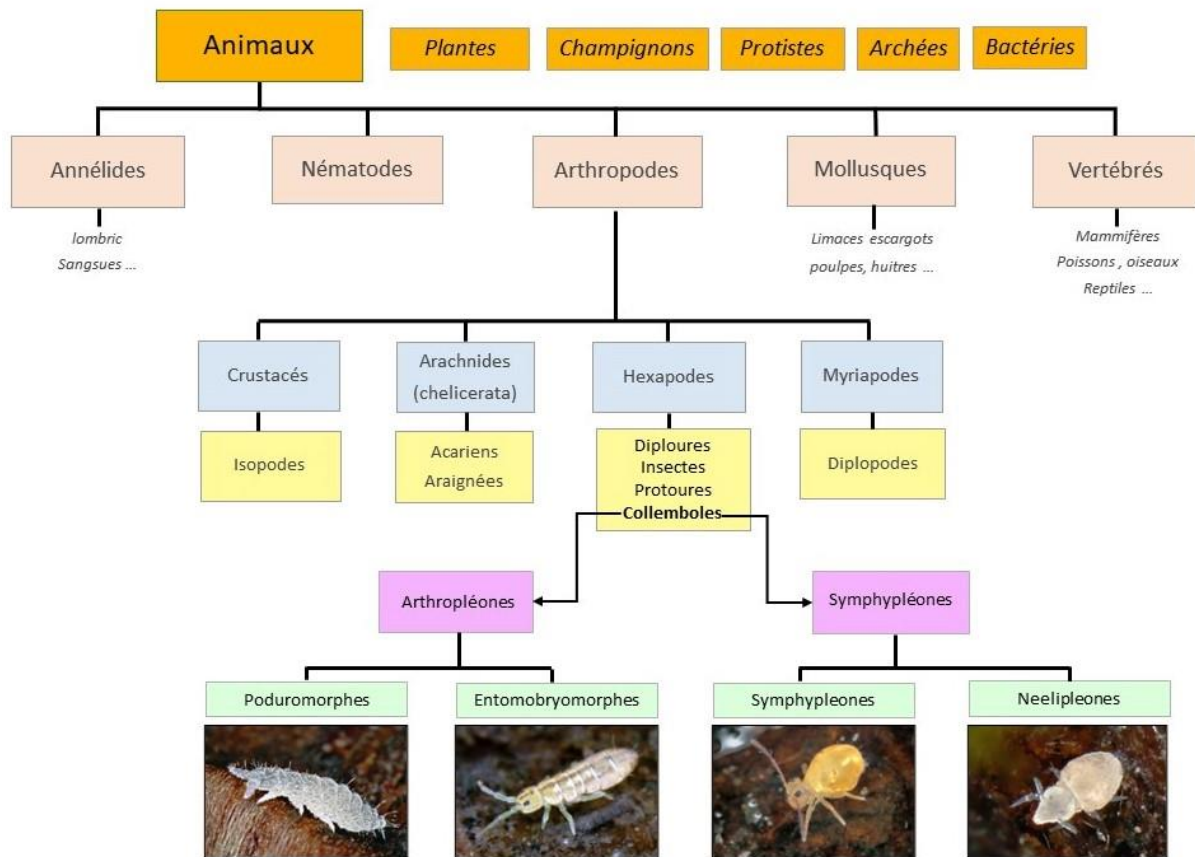 Animaux
Plantes
Champignons
Protistes
Archées
Bactéries
Annélides
Nématodes
Arthropodes
Mollusques
Vertébrés
lombric
Sangsues ...
Limaces escargots
poulpes, huitres ...
Mammifères
Poissons , oiseaux
Reptiles ...
Crustacés
Arachnides
(chelicerata)
Hexapodes
Myriapodes
Isopodes
Acariens
Araignées
Diploures
Insectes
Protoures
Collemboles
Diplopodes
Arthropléones
Symphypléones
Poduromorphes
Entomobryomorphes
Symphypleones
Neelipleones